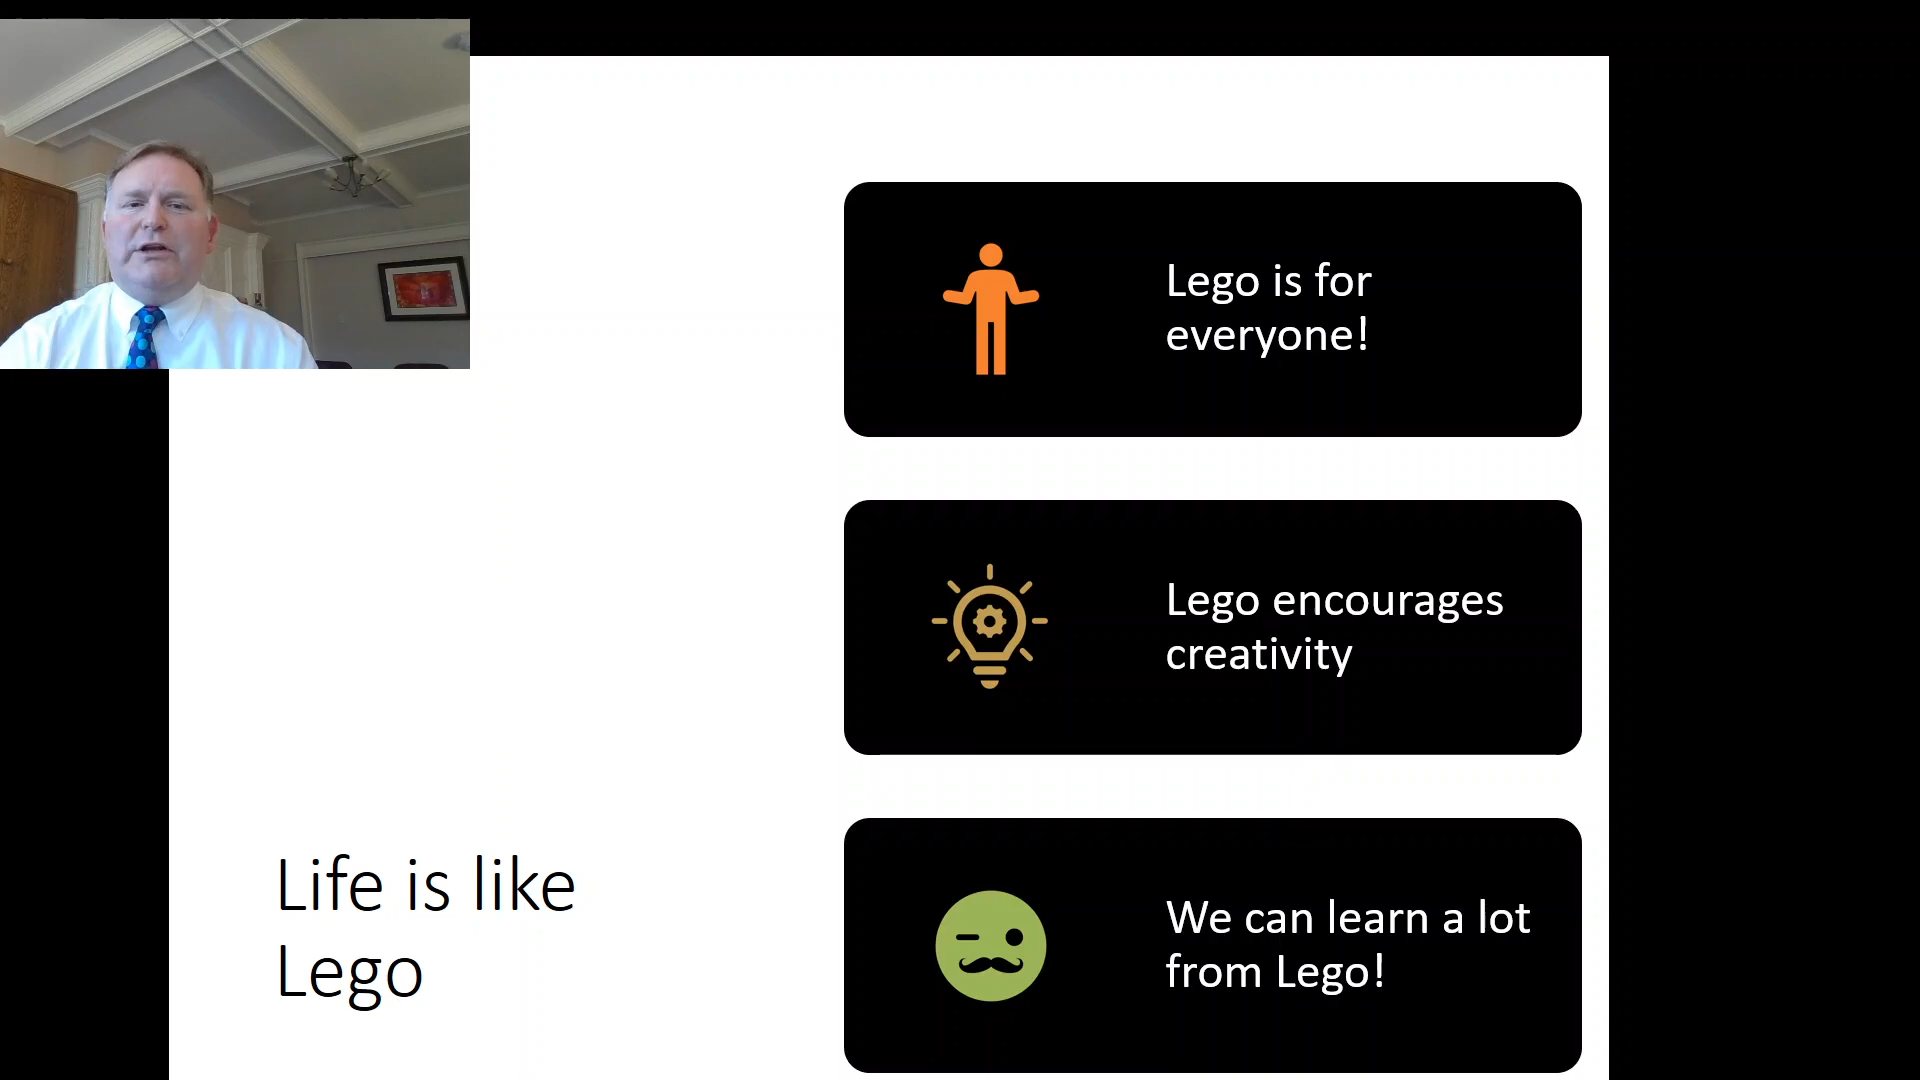 Lego is for
everyone!
Lego encourages
creativity
Life is like
Lego
We can learn a lot
from Lego!